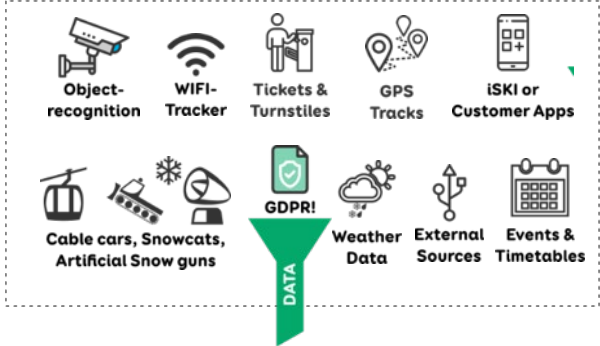 Object-
recognition
WIFI-
Tracker
Tickets &
Turnstiles
GPS
Tracks
iSKI or
Customer Apps
Cable cars, Snowcats,
Artificial Snow guns
GDPR!
Weather
Data
External
Sources
Events &
Timetables
DATA